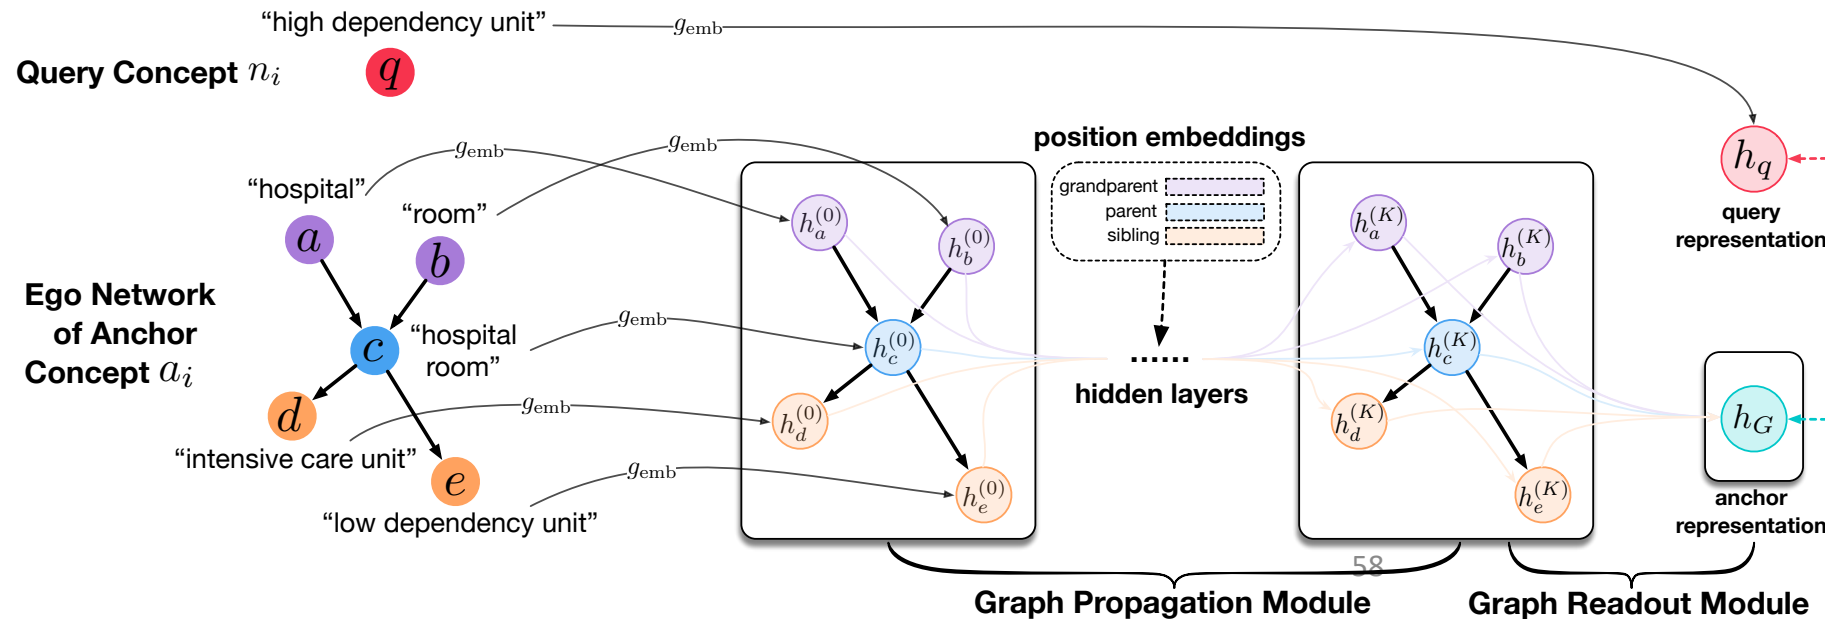 “high dependency unit”
g_emb
Query Concept n_i
q
h_q
query
representation
position embeddings
grandparent
parent
sibling
g_emb
g_emb
“hospital”
“room”
a
b
Ego Network
of Anchor
Concept a_i
c
“hospital
room”
g_emb
d
g_emb
“intensive care unit”
e
g_emb
“low dependency unit”
h_a^(0)
h_b^(0)
h_c^(0)
h_d^(0)
h_e^(0)
......
hidden layers
h_a^(K)
h_b^(K)
h_c^(K)
h_d^(K)
h_e^(K)
h_G
anchor
representation
58
Graph Propagation Module
Graph Readout Module